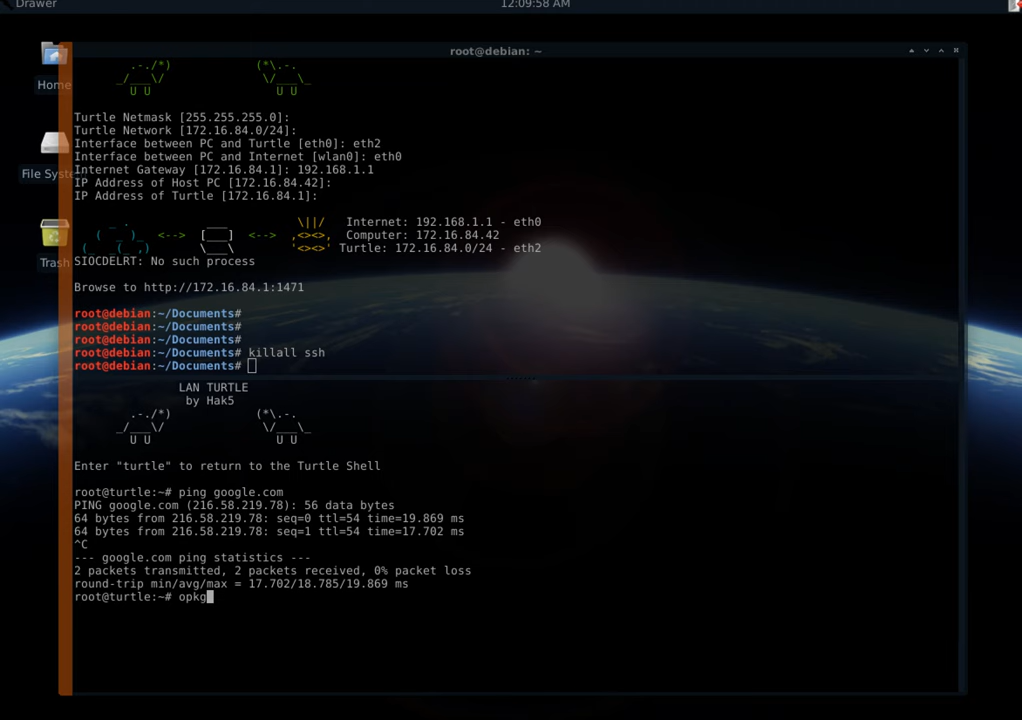 Drawer
12:09:58 AM
root@debian: ~
Home
File Syst
Trash
.-./*)            (*\.-.
_/___\/              \/___\_
U U                  U U
Turtle Netmask [255.255.255.0]:
Turtle Network [172.16.84.0/24]:
Interface between PC and Turtle [eth0]: eth2
Interface between PC and Internet [wlan0]: eth0
Internet Gateway [172.16.84.1]: 192.168.1.1
IP Address of Host PC [172.16.84.42]:
IP Address of Turtle [172.16.84.1]:
_ .        ___          \||/   Internet: 192.168.1.1 - eth0
(  _ )_ <-->  [___]  <-->  ,<><>,  Computer: 172.16.84.42
(_  _(_ ,)       \___\         '<><>' Turtle: 172.16.84.0/24 - eth2
SIOCDELRT: No such process
Browse to http://172.16.84.1:1471
root@debian:~/Documents#
root@debian:~/Documents#
root@debian:~/Documents#
root@debian:~/Documents# killall ssh
root@debian:~/Documents#
LAN TURTLE
by Hak5
.-./*)            (*\.-.
_/___\/              \/___\_
U U                  U U
Enter "turtle" to return to the Turtle Shell
root@turtle:~# ping google.com
PING google.com (216.58.219.78): 56 data bytes
64 bytes from 216.58.219.78: seq=0 ttl=54 time=19.869 ms
64 bytes from 216.58.219.78: seq=1 ttl=54 time=17.702 ms
^C
--- google.com ping statistics ---
2 packets transmitted, 2 packets received, 0% packet loss
round-trip min/avg/max = 17.702/18.785/19.869 ms
root@turtle:~# opkg